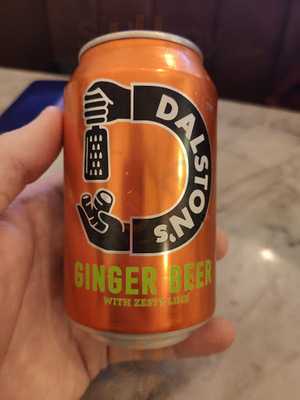 DALSTON'S
GINGER BEER
WITH ZESTY LIME